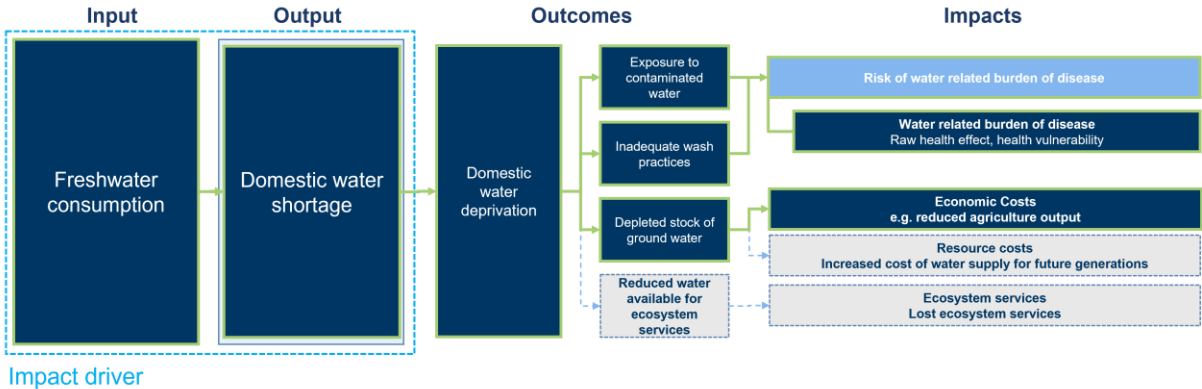 Input
Output
Outcomes
Impacts
Freshwater
consumption
Domestic water
shortage
Domestic
water
deprivation
Exposure to
contaminated
water
Inadequate wash
practices
Depleted stock of
ground water
Reduced water
available for
ecosystem
services
Risk of water related burden of disease
Water related burden of disease
Raw health effect, health vulnerability
Economic Costs
e.g. reduced agriculture output
Resource costs
Increased cost of water supply for future generations
Ecosystem services
Lost ecosystem services
Impact driver